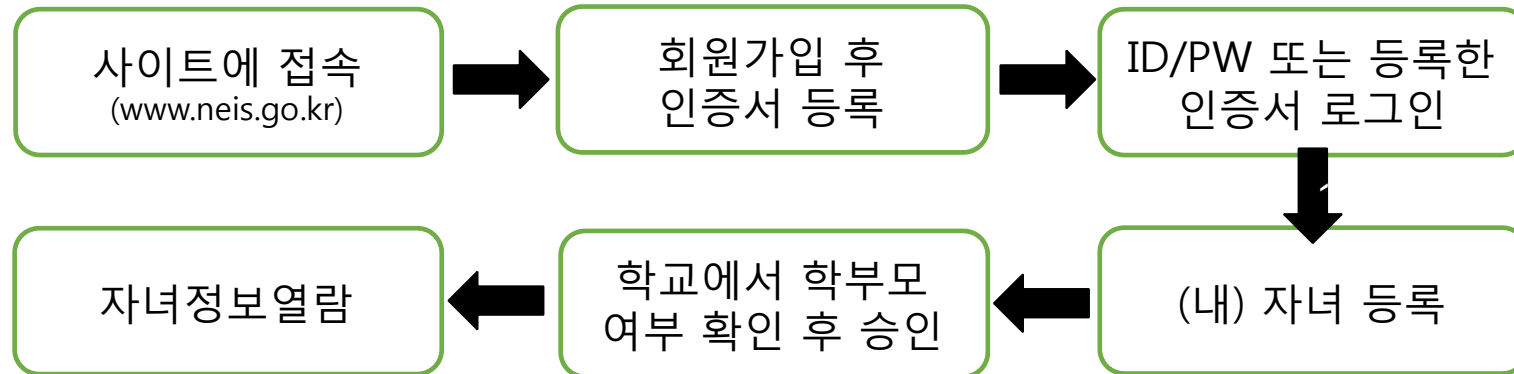 사이트에 접속
(www.neis.go.kr)
회원가입 후
인증서 등록
ID/PW 또는 등록한
인증서 로그인
(내) 자녀 등록
학교에서 학부모
여부 확인 후 승인
자녀정보열람